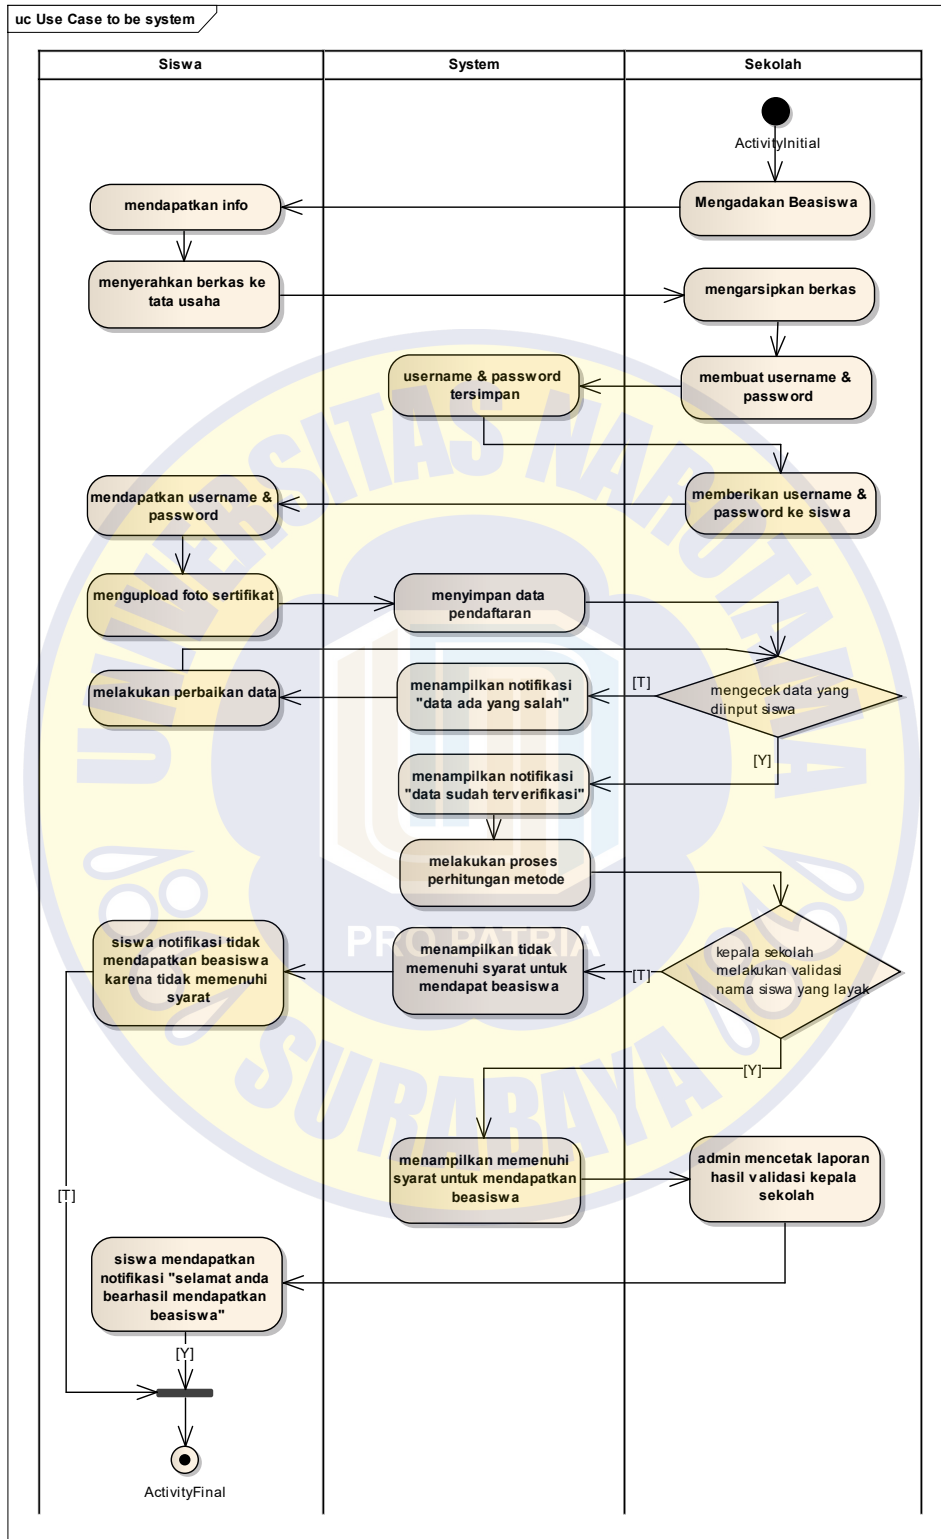 uc Use Case to be system
Siswa
System
Sekolah
ActivityInitial
Mengadakan Beasiswa
mendapatkan info
menyerahkan berkas ke
tata usaha
mengarsipkan berkas
membuat username &
password
username & password
tersimpan
memberikan username &
password ke siswa
mendapatkan username &
password
mengupload foto sertifikat
menyimpan data
pendaftaran
mengecek data yang
diinput siswa
[T]
menampilkan notifikasi
"data ada yang salah"
melakukan perbaikan data
[Y]
menampilkan notifikasi
"data sudah terverifikasi"
melakukan proses
perhitungan metode
kepala sekolah
melakukan validasi
nama siswa yang layak
[T]
menampilkan tidak
memenuhi syarat untuk
mendapat beasiswa
siswa notifikasi tidak
mendapatkan beasiswa
karena tidak memenuhi
syarat
[Y]
menampilkan memenuhi
syarat untuk mendapatkan
beasiswa
admin mencetak laporan
hasil validasi kepala
sekolah
[T]
siswa mendapatkan
notifikasi "selamat anda
bearhasil mendapatkan
beasiswa"
[Y]
ActivityFinal
UNIVERSITAS NAROTAMA
PRO PATRIA
SURABAYA